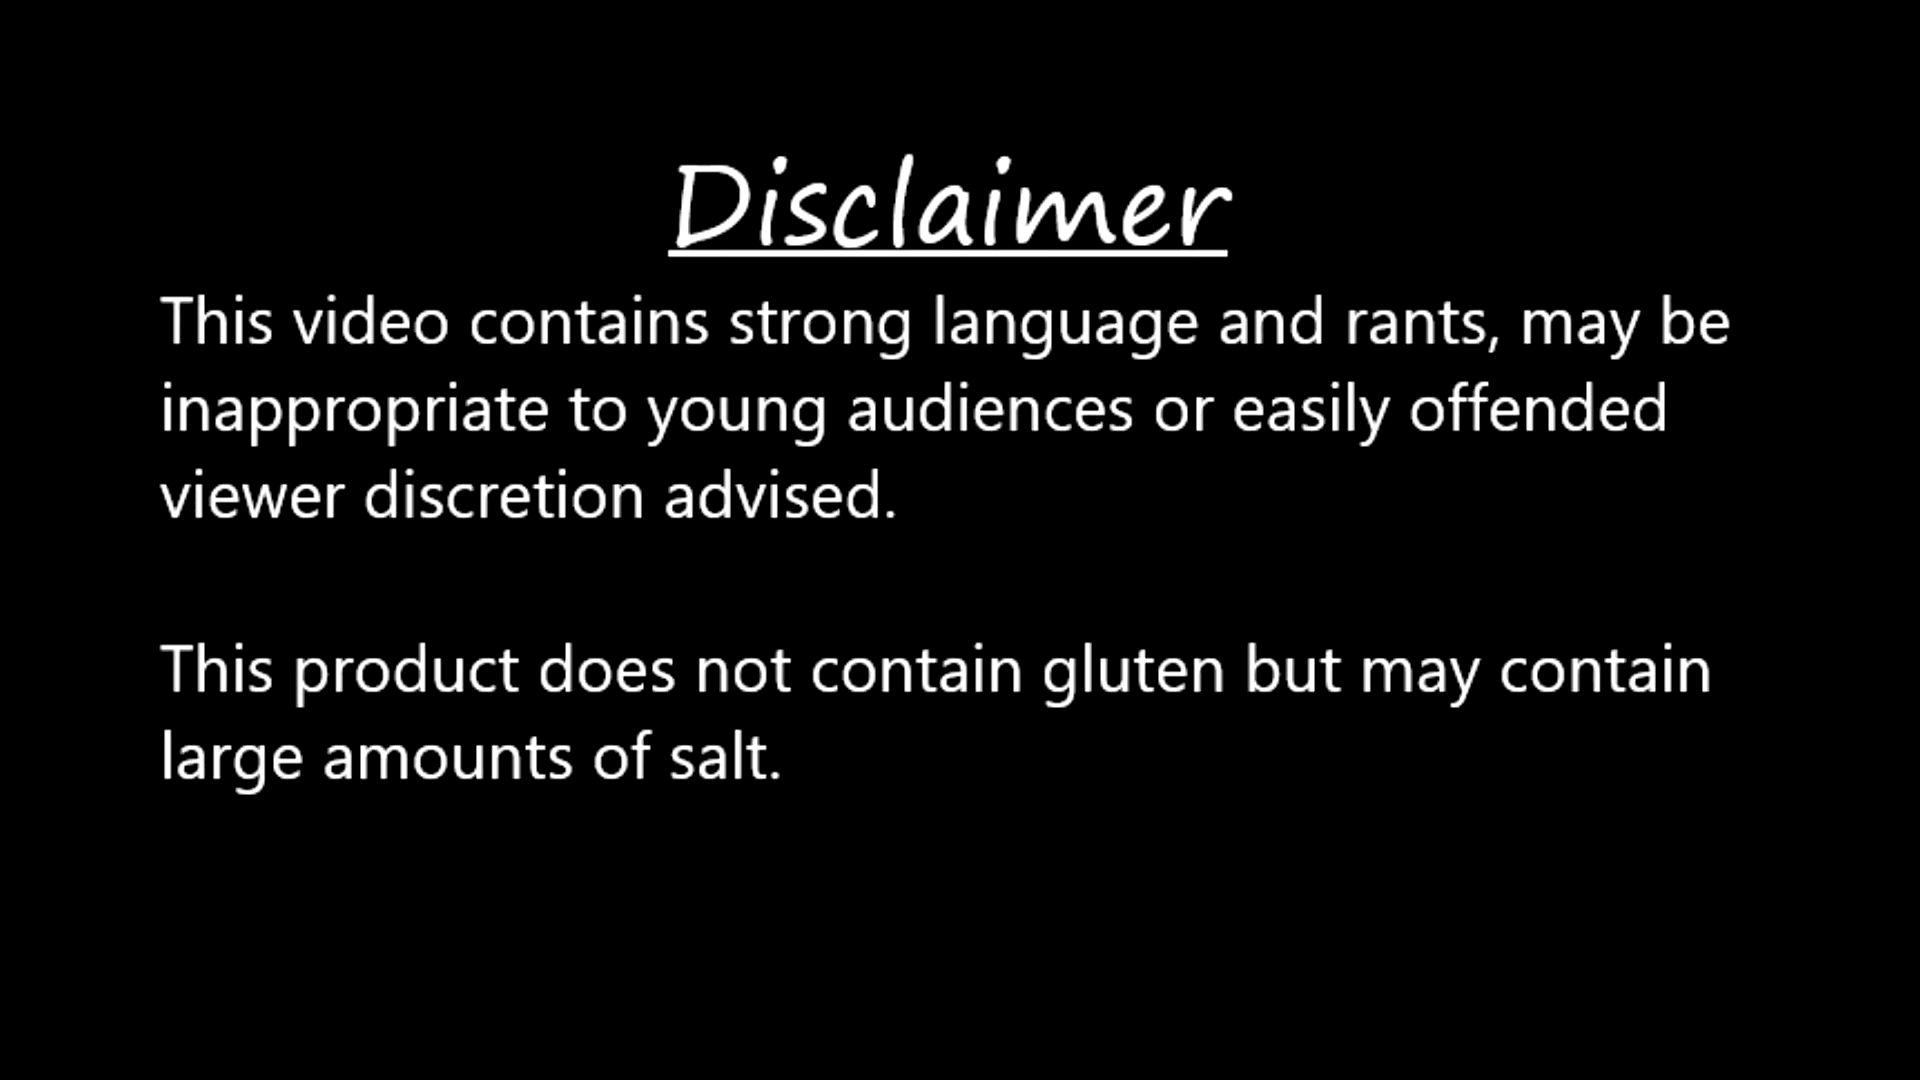 Disclaimer
This video contains strong language and rants, may be
inappropriate to young audiences or easily offended
viewer discretion advised.
This product does not contain gluten but may contain
large amounts of salt.